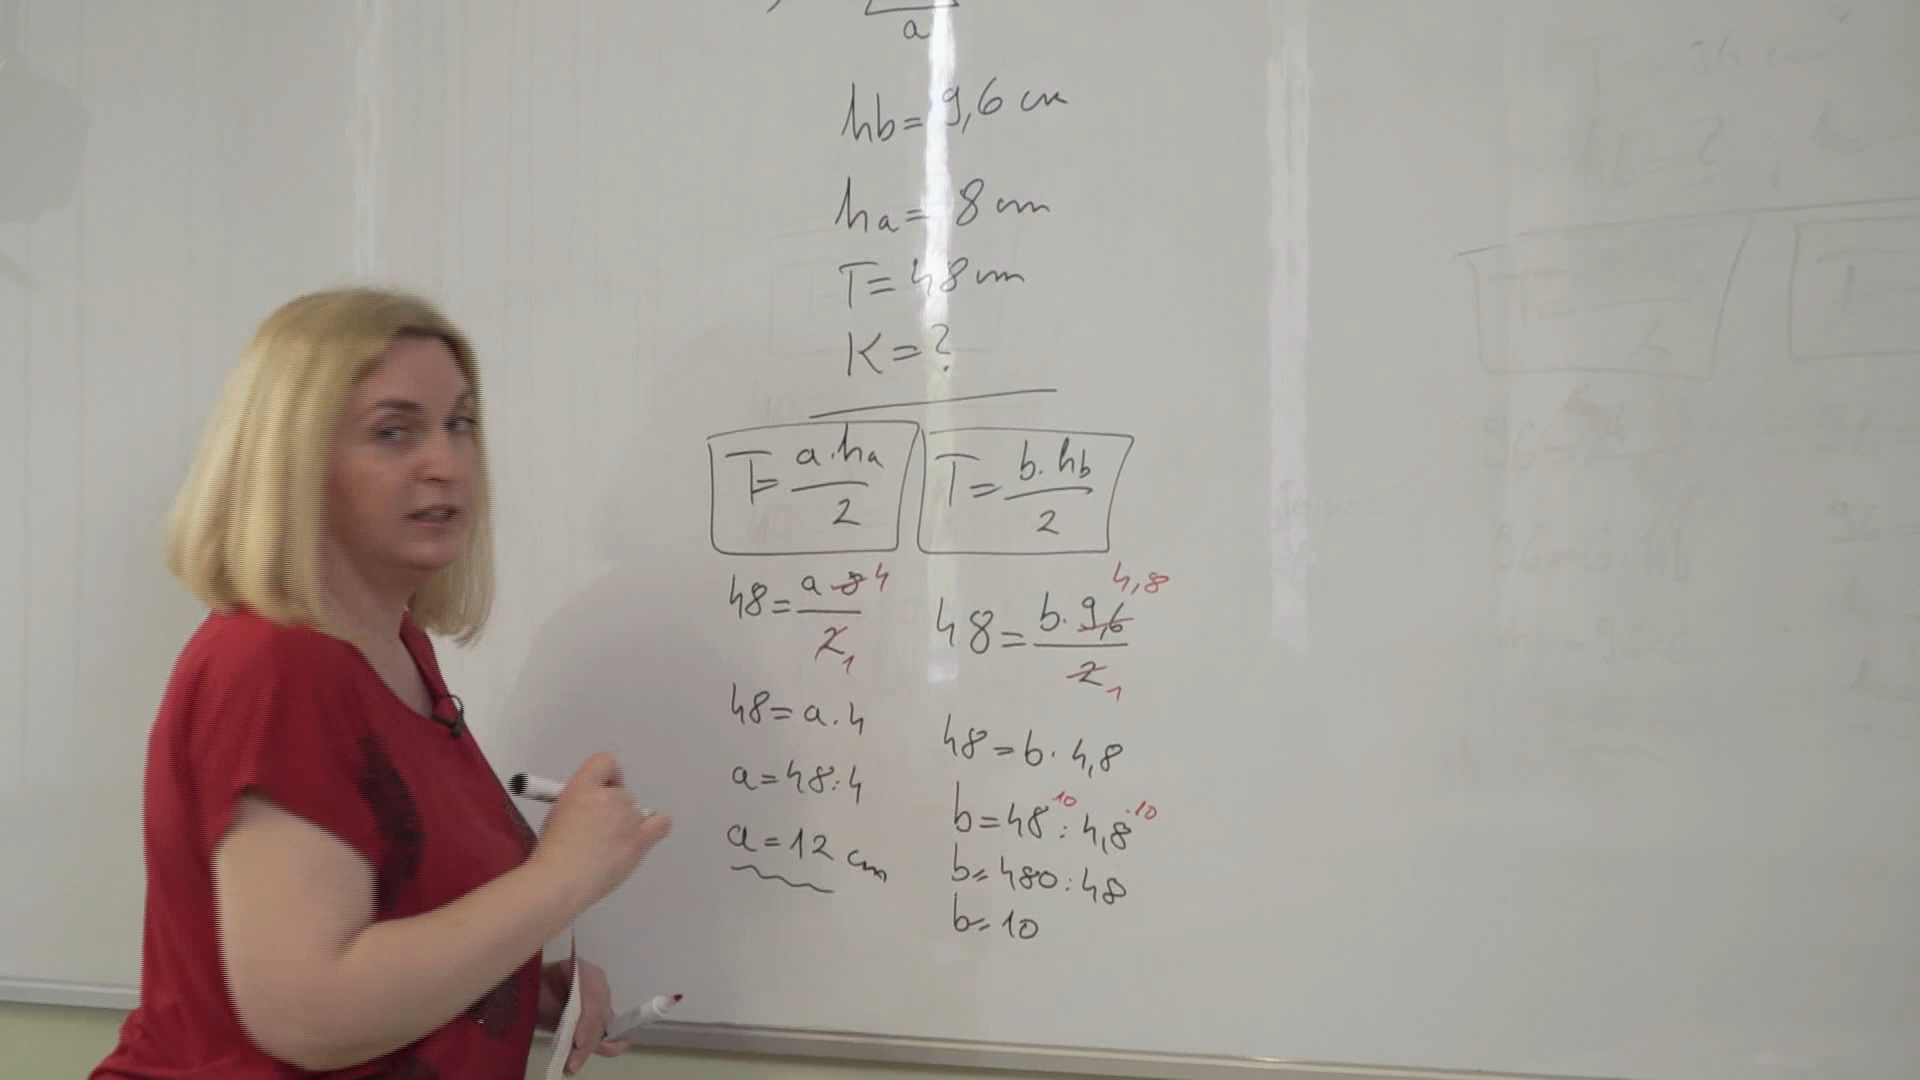 a
hb = 9,6 cm
ha = 8 cm
T = 48 cm
K = ?
T = a · ha / 2
T = b · hb / 2
48 = a · 8 4 / 2 1
48 = a · 4
a = 48 : 4
a = 12 cm
48 = b · 9,6 4,8 / 2 1
48 = b · 4,8
b = 48 ·10 : 4,8 ·10
b = 480 : 48
b = 10